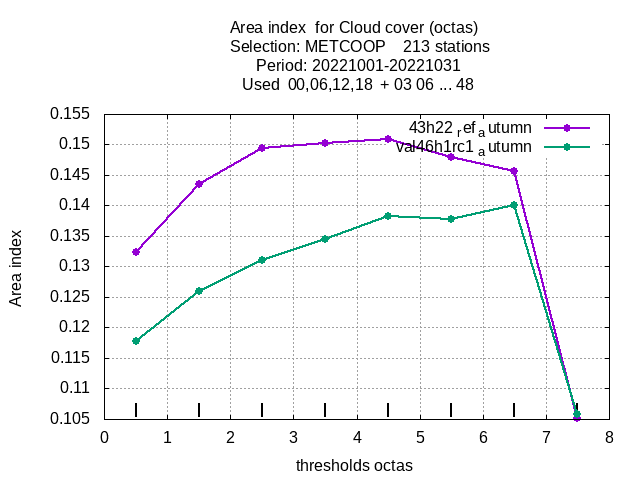 Area index  for Cloud cover (octas)
Selection: METCOOP    213 stations
Period: 20221001-20221031
Used  00,06,12,18  + 03 06 ... 48
43h22 ref autumn
val46h1rc1 autumn
0.155
0.15
0.145
0.14
0.135
0.13
0.125
0.12
0.115
0.11
0.105
Area index
0 1 2 3 4 5 6 7 8
thresholds octas